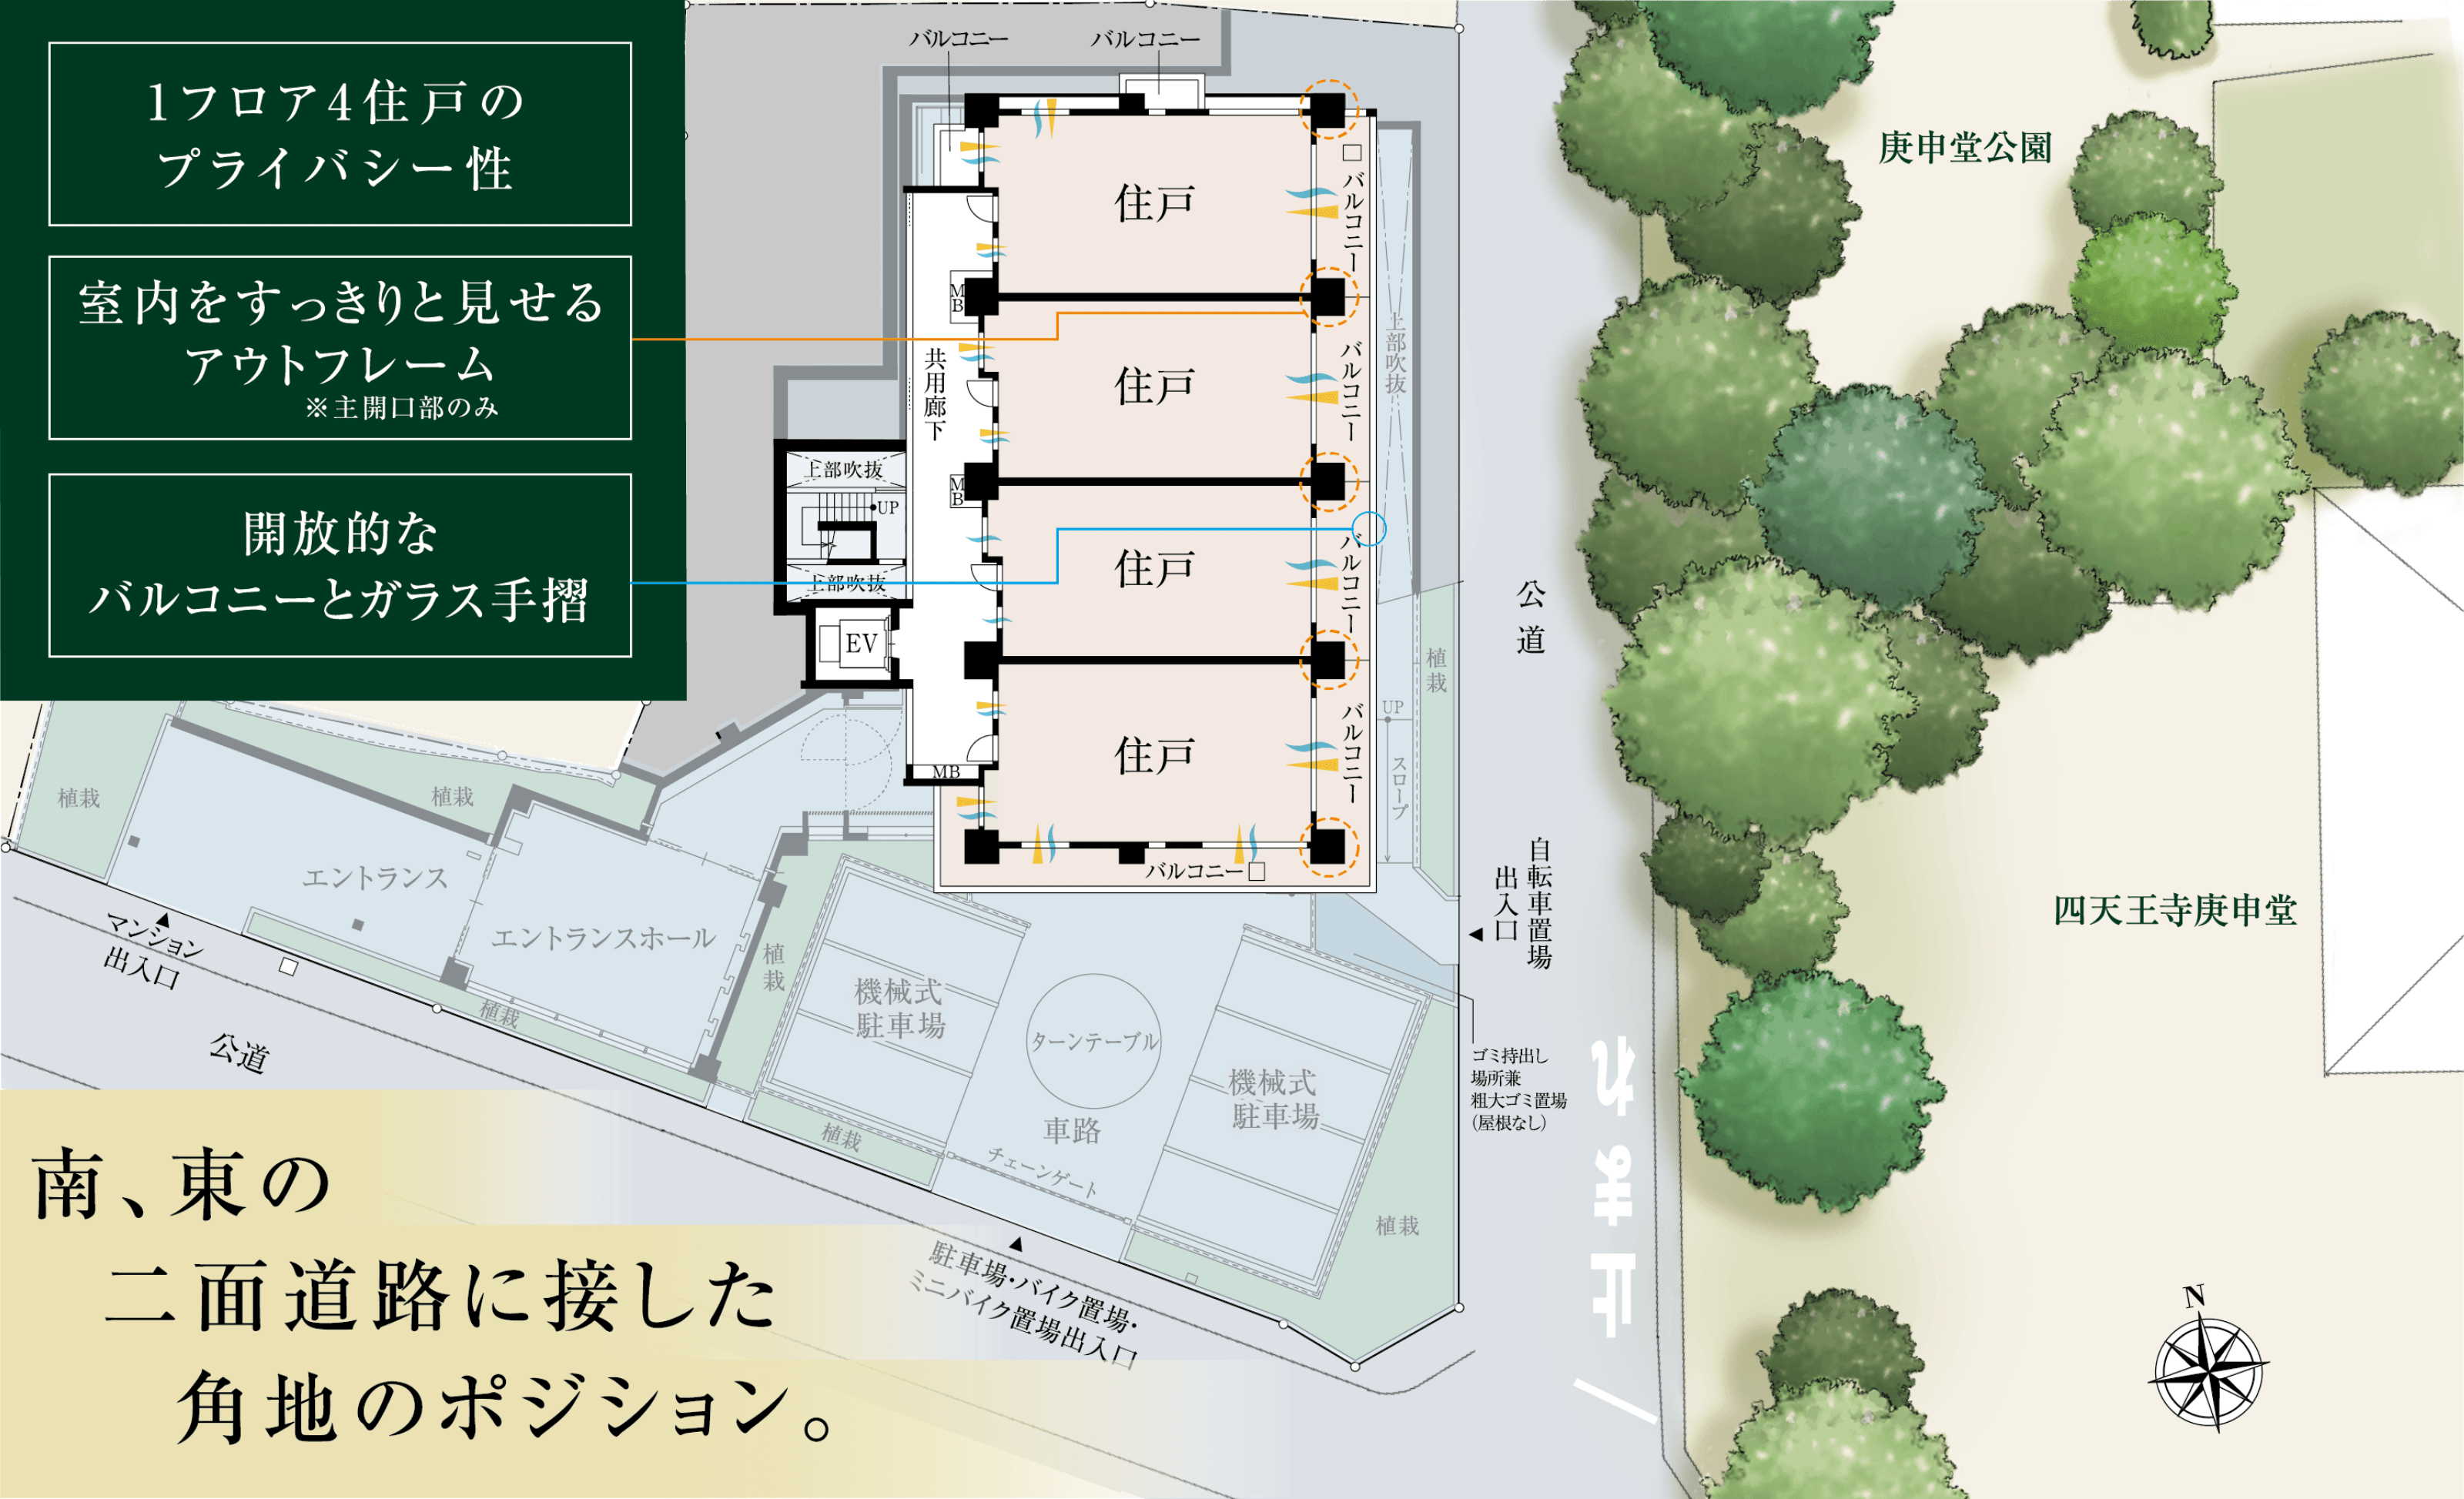 1フロア4住戸の
プライバシー性
室内をすっきりと見せる
アウトフレーム
※主開口部のみ
開放的な
バルコニーとガラス手摺
バルコニー
バルコニー
住戸
バルコニー
住戸
バルコニー
住戸
バルコニー
住戸
バルコニー
バルコニー
MB
MB
MB
共用廊下
上部吹抜
UP
上部吹抜
EV
上部吹抜
植栽
UP
スロープ
公道
自転車置場
出入口
ゴミ持出し
場所兼
粗大ゴミ置場
(屋根なし)
止まれ
庚申堂公園
四天王寺庚申堂
N
植栽
植栽
エントランス
エントランスホール
マンション
出入口
植栽
植栽
公道
機械式
駐車場
ターンテーブル
車路
機械式
駐車場
植栽
チェーンゲート
植栽
駐車場・バイク置場・
ミニバイク置場出入口
南、東の
二面道路に接した
角地のポジション。